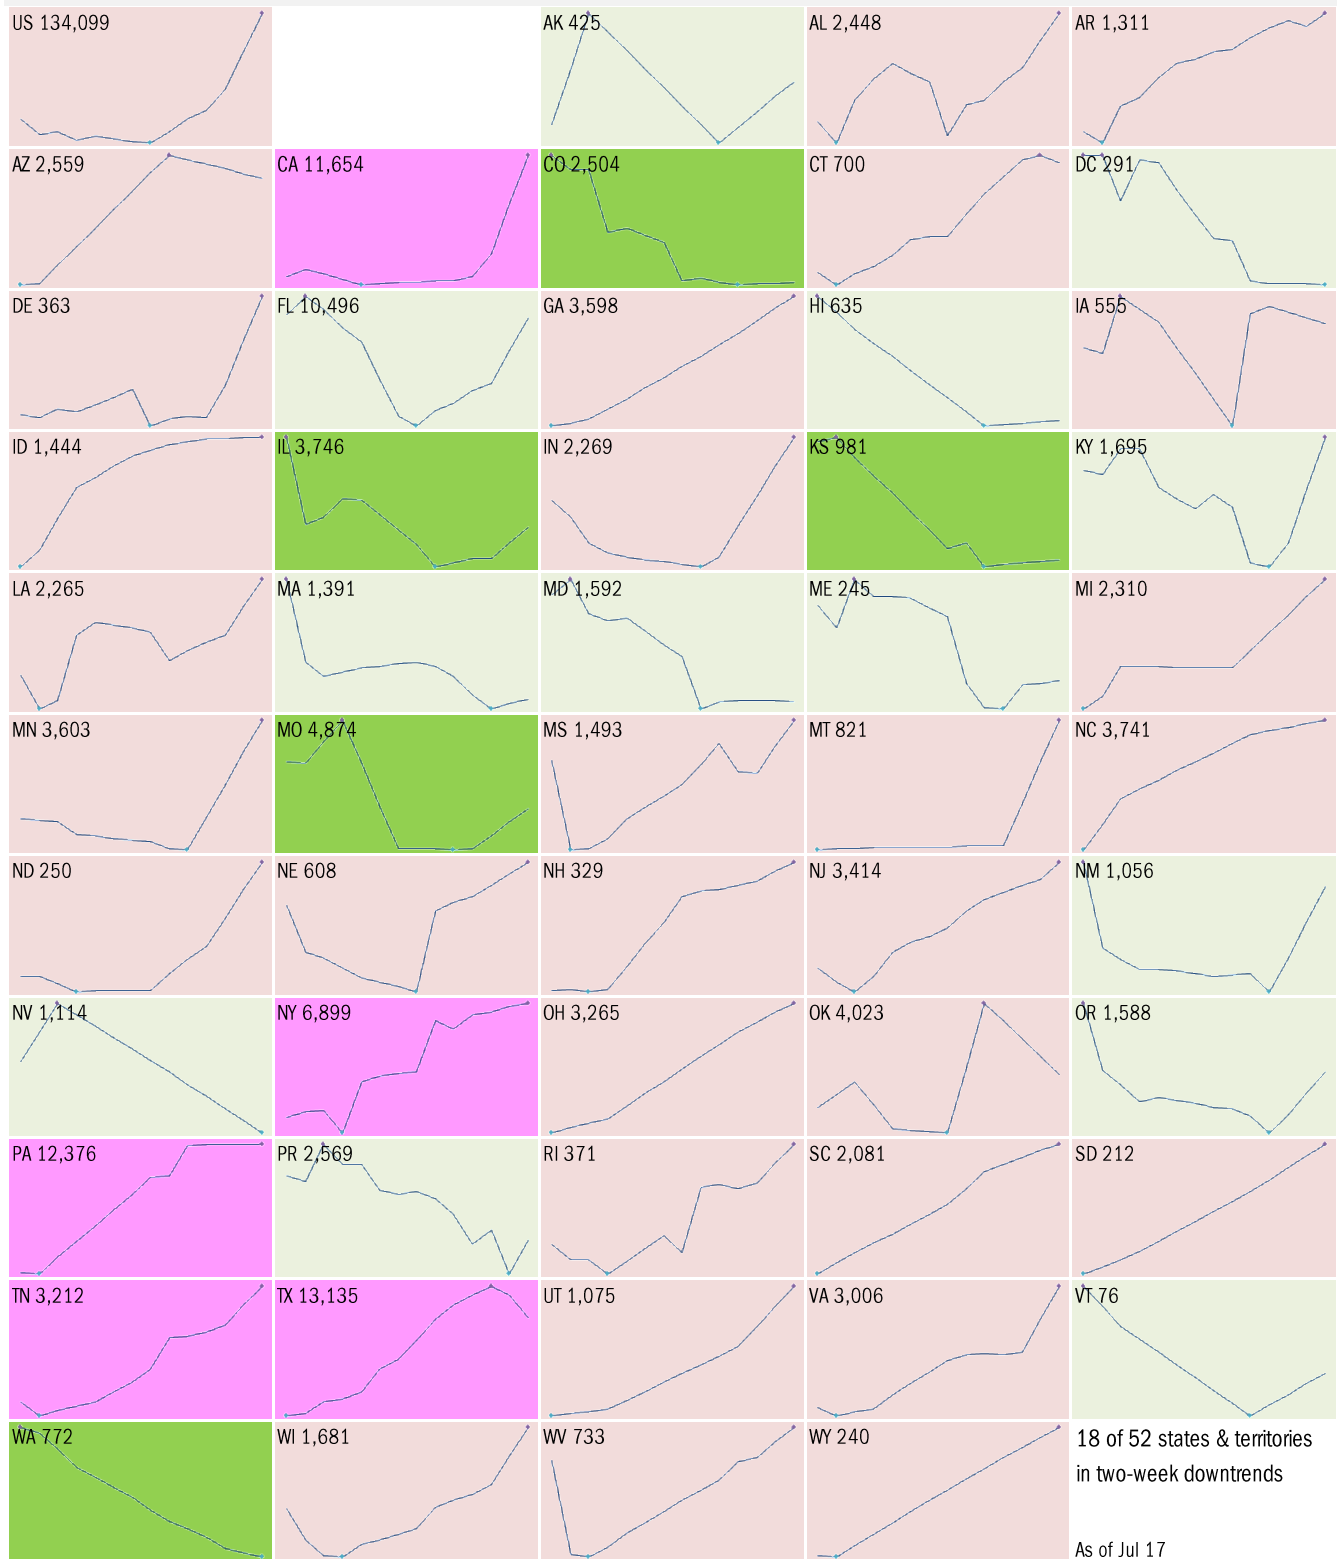 US 134,099
AK 425
AL 2,448
AR 1,311
AZ 2,559
CA 11,654
CO 2,504
CT 700
DC 291
DE 363
FL 10,496
GA 3,598
HI 635
IA 555
ID 1,444
IL 3,746
IN 2,269
KS 981
KY 1,695
LA 2,265
MA 1,391
MD 1,592
ME 245
MI 2,310
MN 3,603
MO 4,874
MS 1,493
MT 821
NC 3,741
ND 250
NE 608
NH 329
NJ 3,414
NM 1,056
NV 1,114
NY 6,899
OH 3,265
OK 4,023
OR 1,588
PA 12,376
PR 2,569
RI 371
SC 2,081
SD 212
TN 3,212
TX 13,135
UT 1,075
VA 3,006
VT 76
WA 772
WI 1,681
WV 733
WY 240
18 of 52 states & territories
in two-week downtrends
As of Jul 17